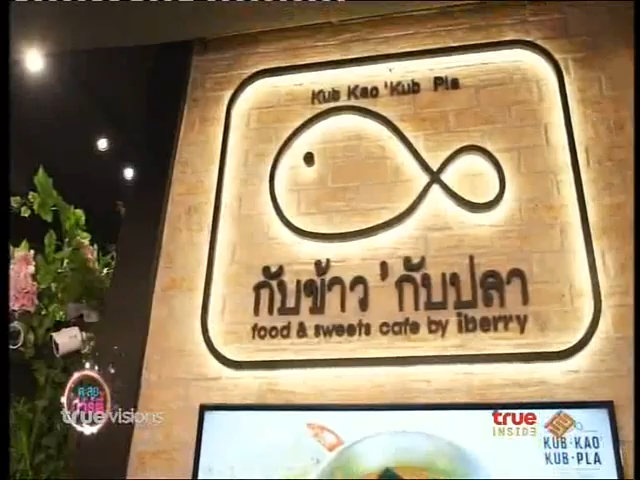 Kub Kao 'Kub Pla
กับข้าว 'กับปลา
food & sweets cafe by iberry
true
INSIDE
KUB·KAO
KUB·PLA
truevisions